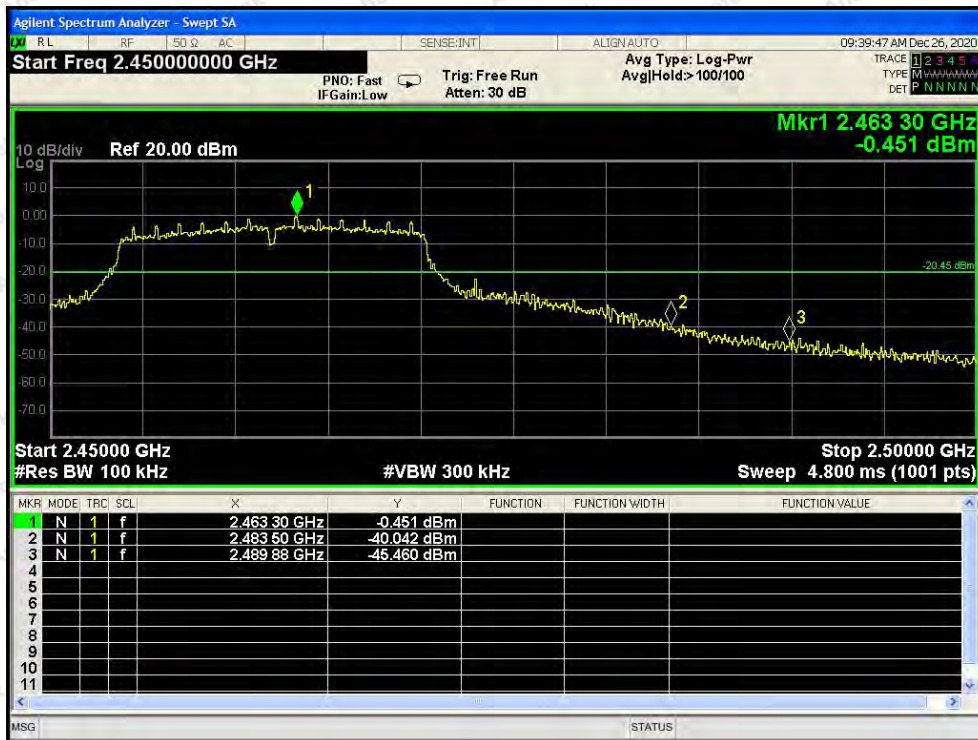 Agilent Spectrum Analyzer - Swept SA
LXI RL RF 50 Ω AC SENSE:INT ALIGN AUTO 09:39:47 AM Dec 26, 2020
Start Freq 2.450000000 GHz
PNO: Fast
IFGain:Low
Trig: Free Run
Atten: 30 dB
Avg Type: Log-Pwr
Avg|Hold:> 100/100
TRACE 1 2 3 4 5
TYPE M
DET P N N N N N
Mkr1 2.463 30 GHz
-0.451 dBm
10 dB/div Ref 20.00 dBm
Log
10.0
0.00
-10.0
-20.0
-30.0
-40.0
-50.0
-60.0
-70.0
1
-20.45 dBm
2
3
Start 2.45000 GHz Stop 2.50000 GHz
#Res BW 100 kHz #VBW 300 kHz Sweep 4.800 ms (1001 pts)
MKR MODE TRC SCL X Y FUNCTION FUNCTION WIDTH FUNCTION VALUE
1 N 1 f 2.463 30 GHz -0.451 dBm
2 N 1 f 2.483 50 GHz -40.042 dBm
3 N 1 f 2.489 88 GHz -45.460 dBm
4
5
6
7
8
9
10
11
MSG STATUS